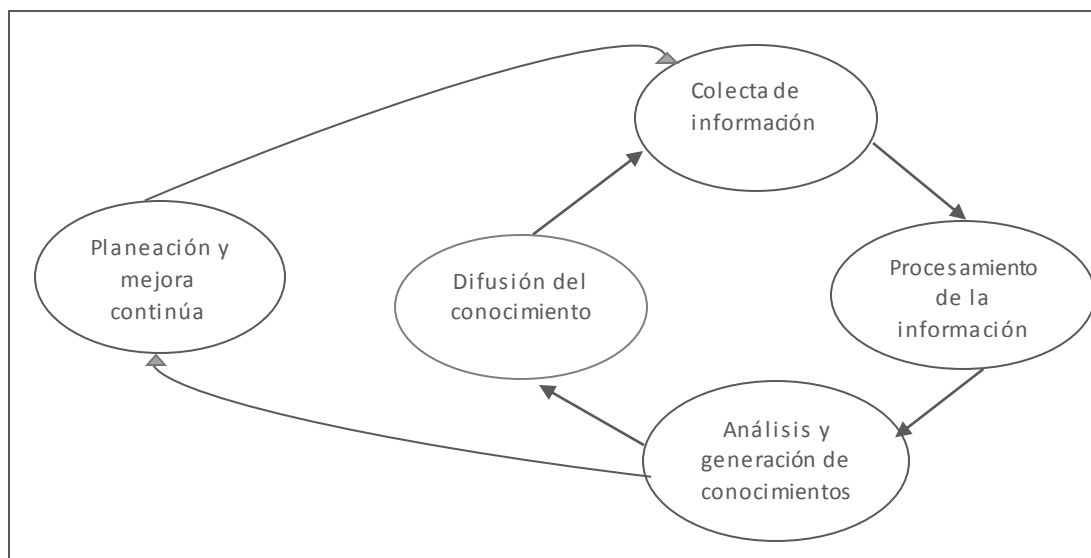 Colecta de
información
Planeación y
mejora
continúa
Difusión del
conocimiento
Procesamiento
de la
información
Análisis y
generación de
conocimientos